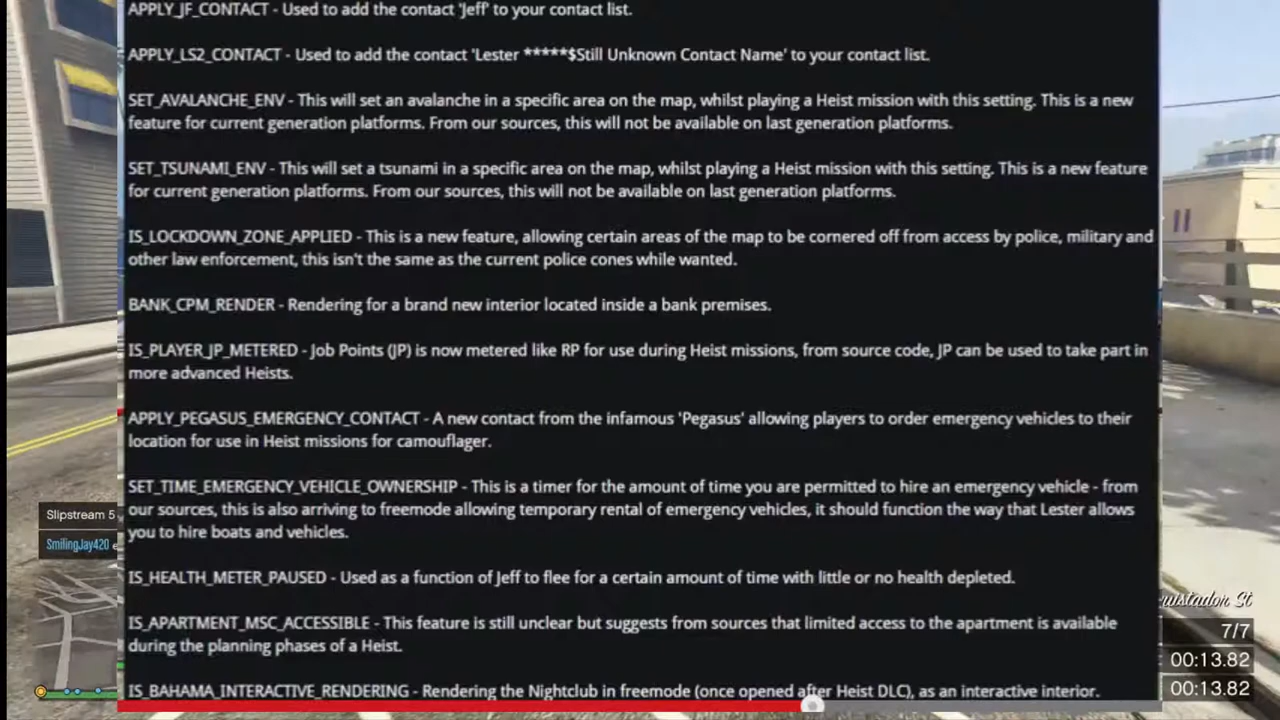 APPLY_JF_CONTACT - Used to add the contact 'Jeff' to your contact list.
APPLY_LS2_CONTACT - Used to add the contact 'Lester *****$Still Unknown Contact Name' to your contact list.
SET_AVALANCHE_ENV - This will set an avalanche in a specific area on the map, whilst playing a Heist mission with this setting. This is a new
feature for current generation platforms. From our sources, this will not be available on last generation platforms.
SET_TSUNAMI_ENV - This will set a tsunami in a specific area on the map, whilst playing a Heist mission with this setting. This is a new feature
for current generation platforms. From our sources, this will not be available on last generation platforms.
IS_LOCKDOWN_ZONE_APPLIED - This is a new feature, allowing certain areas of the map to be cornered off from access by police, military and
other law enforcement, this isn't the same as the current police cones while wanted.
BANK_CPM_RENDER - Rendering for a brand new interior located inside a bank premises.
IS_PLAYER_JP_METERED - Job Points (JP) is now metered like RP for use during Heist missions, from source code, JP can be used to take part in
more advanced Heists.
APPLY_PEGASUS_EMERGENCY_CONTACT - A new contact from the infamous 'Pegasus' allowing players to order emergency vehicles to their
location for use in Heist missions for camouflager.
SET_TIME_EMERGENCY_VEHICLE_OWNERSHIP - This is a timer for the amount of time you are permitted to hire an emergency vehicle - from
our sources, this is also arriving to freemode allowing temporary rental of emergency vehicles, it should function the way that Lester allows
you to hire boats and vehicles.
IS_HEALTH_METER_PAUSED - Used as a function of Jeff to flee for a certain amount of time with little or no health depleted.
IS_APARTMENT_MSC_ACCESSIBLE - This feature is still unclear but suggests from sources that limited access to the apartment is available
during the planning phases of a Heist.
IS_BAHAMA_INTERACTIVE_RENDERING - Rendering the Nightclub in freemode (once opened after Heist DLC), as an interactive interior.
Slipstream 5
SmilingJay420
St
7/7
00:13.82
00:13.82